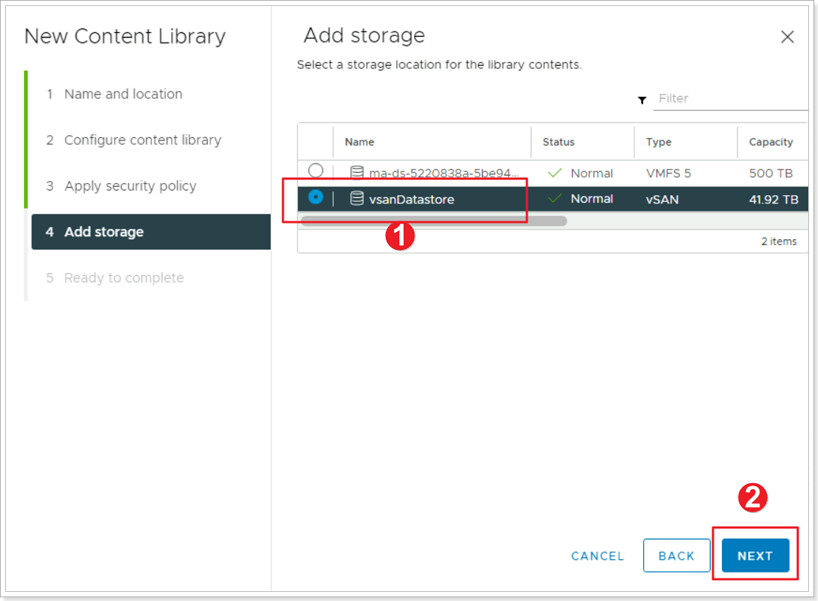 New Content Library
1 Name and location
2 Configure content library
3 Apply security policy
4 Add storage
5 Ready to complete
Add storage
Select a storage location for the library contents.
Filter
Name Status Type Capacity
ma-ds-5220838a-5be94... Normal VMFS 5 500 TB
vsanDatastore Normal vSAN 41.92 TB
1
2 items
2
CANCEL BACK NEXT